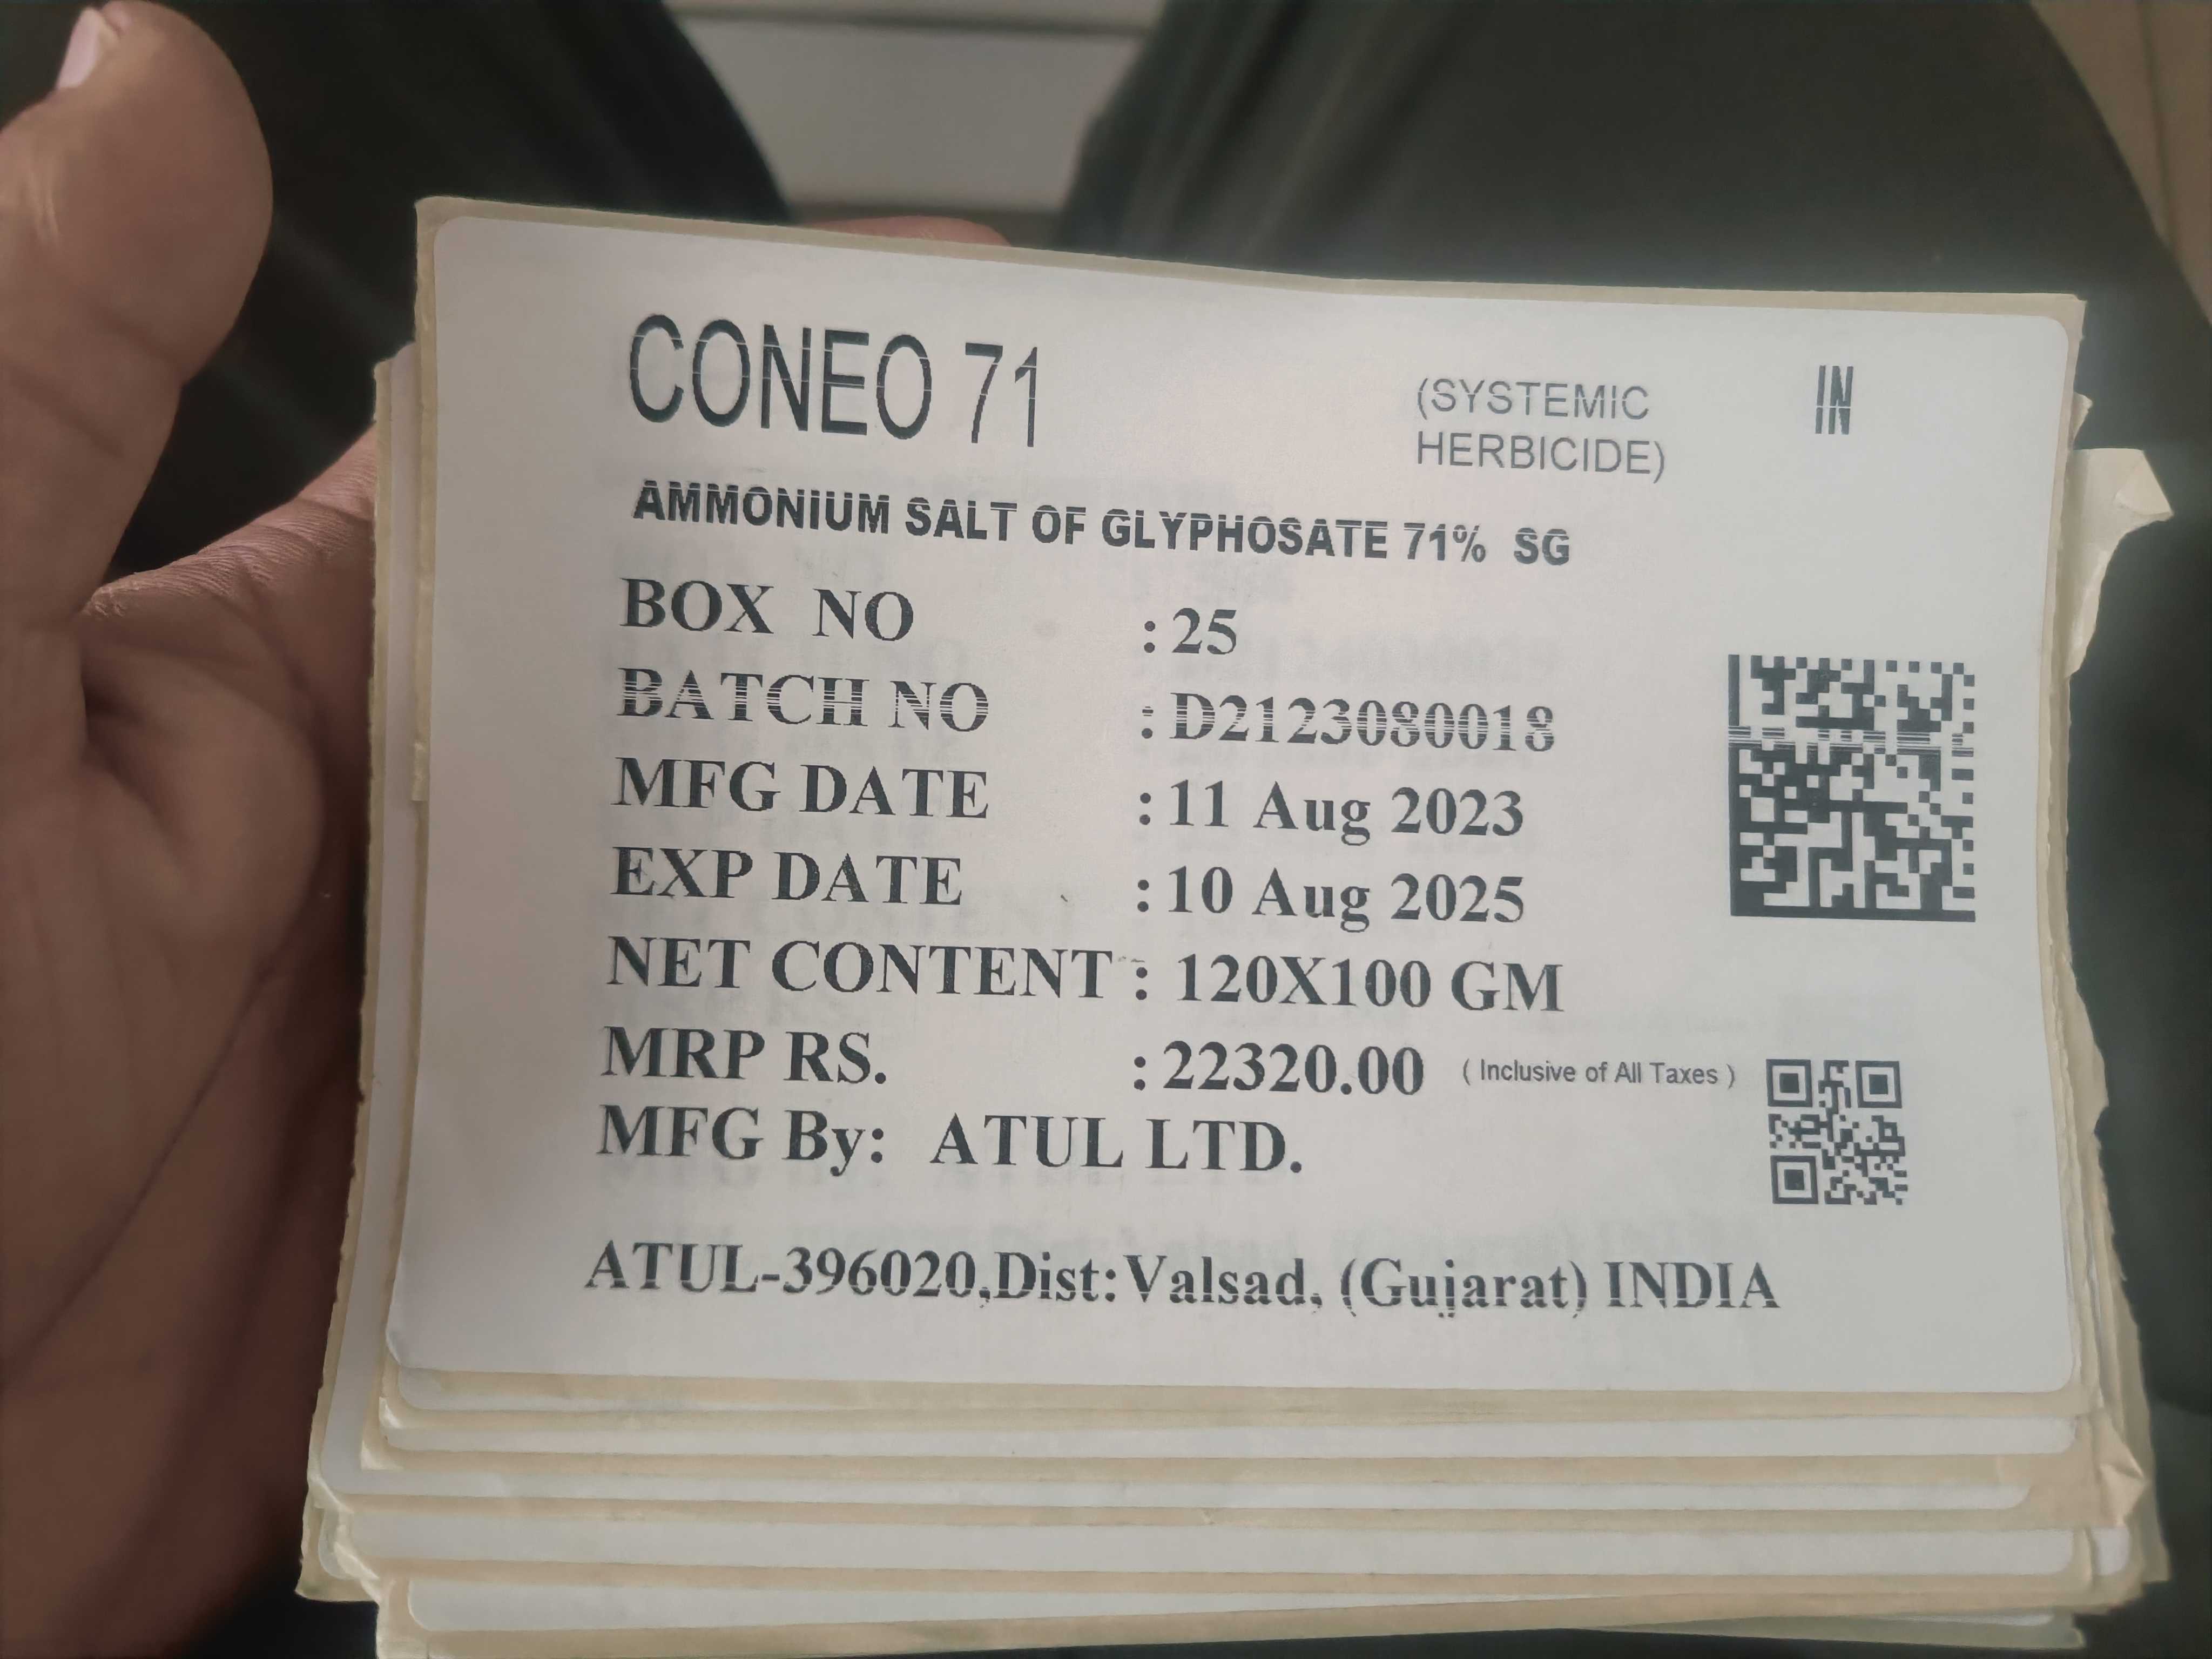 CONEO 71
(SYSTEMIC
HERBICIDE)
IN
AMMONIUM SALT OF GLYPHOSATE 71% SG
BOX NO : 25
BATCH NO : D2123080018
MFG DATE : 11 Aug 2023
EXP DATE : 10 Aug 2025
NET CONTENT : 120X100 GM
MRP RS. : 22320.00 ( Inclusive of All Taxes )
MFG By: ATUL LTD.
ATUL-396020,Dist:Valsad, (Gujarat) INDIA